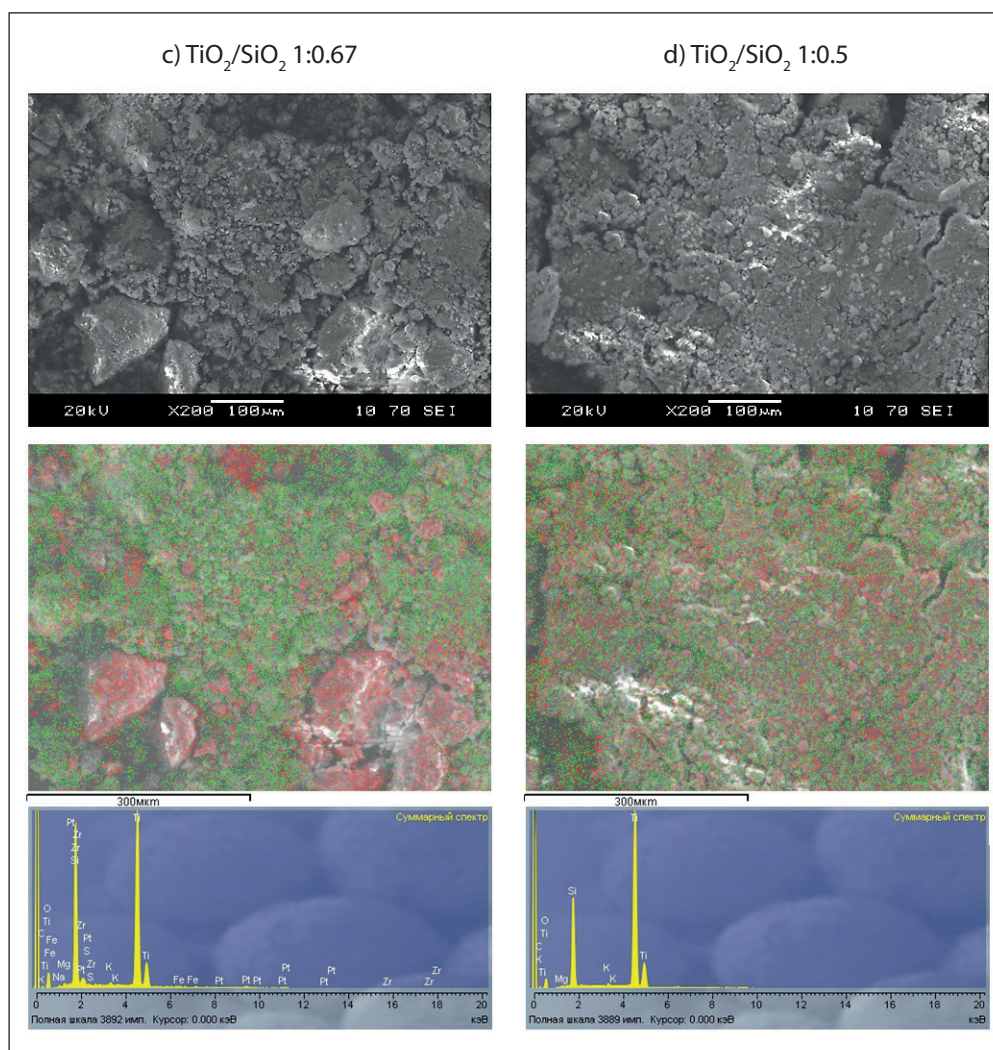 c) TiO₂/SiO₂ 1:0.67
d) TiO₂/SiO₂ 1:0.5
20kV X200 100µm 10 70 SEI
20kV X200 100µm 10 70 SEI
300мкm
Суммарный спектр
Pt Ti
Zr
Zr
Si
O
Ti Zr
C Fe Pt
Fe S Ti
Ti Mg Zr K Pt Pt Zr
K Na Pt S K Fe Fe Pt Pt Pt Pt Zr Zr
0 2 4 6 8 10 12 14 16 18 20
Полная шкала 3892 имп. Курсор: 0.000 кэВ кэВ
300мкm
Суммарный спектр
Ti
Si
O
Ti
C Ti
K K
Ti Mg K
0 2 4 6 8 10 12 14 16 18 20
Полная шкала 3889 имп. Курсор: 0.000 кэВ кэВ